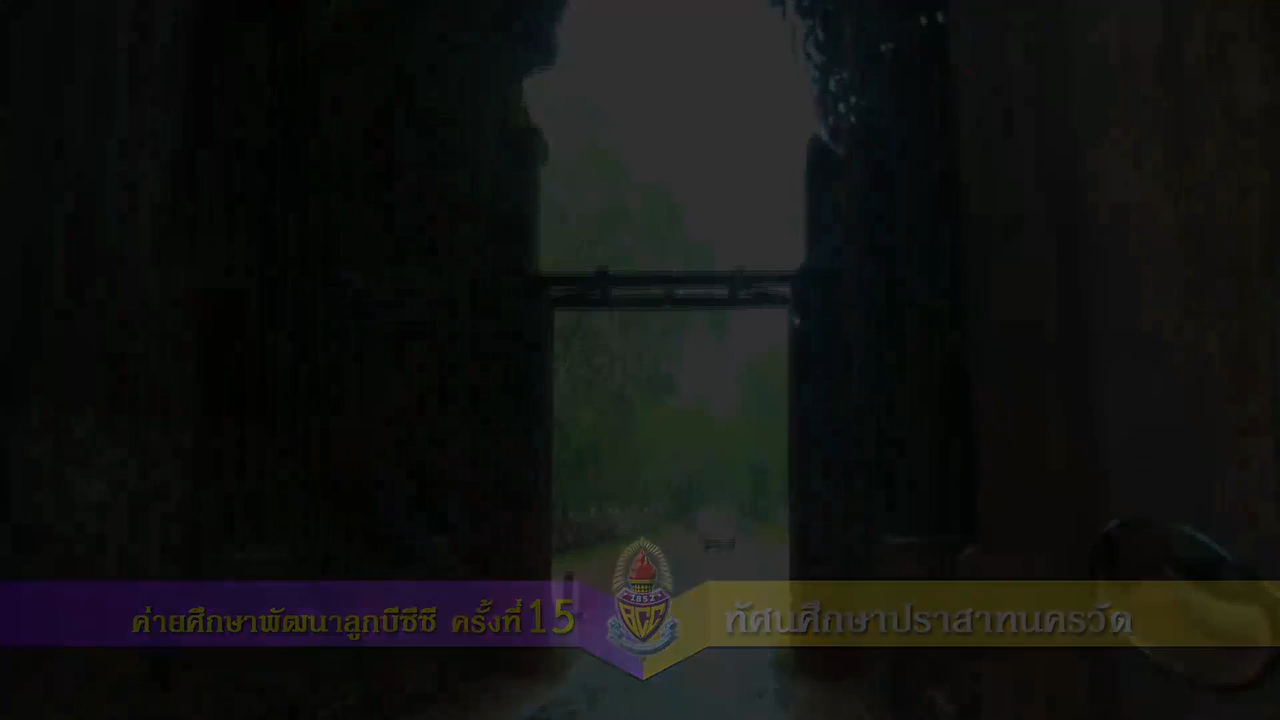 ค่ายศึกษาพัฒนาลูกบีซีซี ครั้งที่ 15
1852
BCC
ทัศนศึกษาปราสาทนครวัด